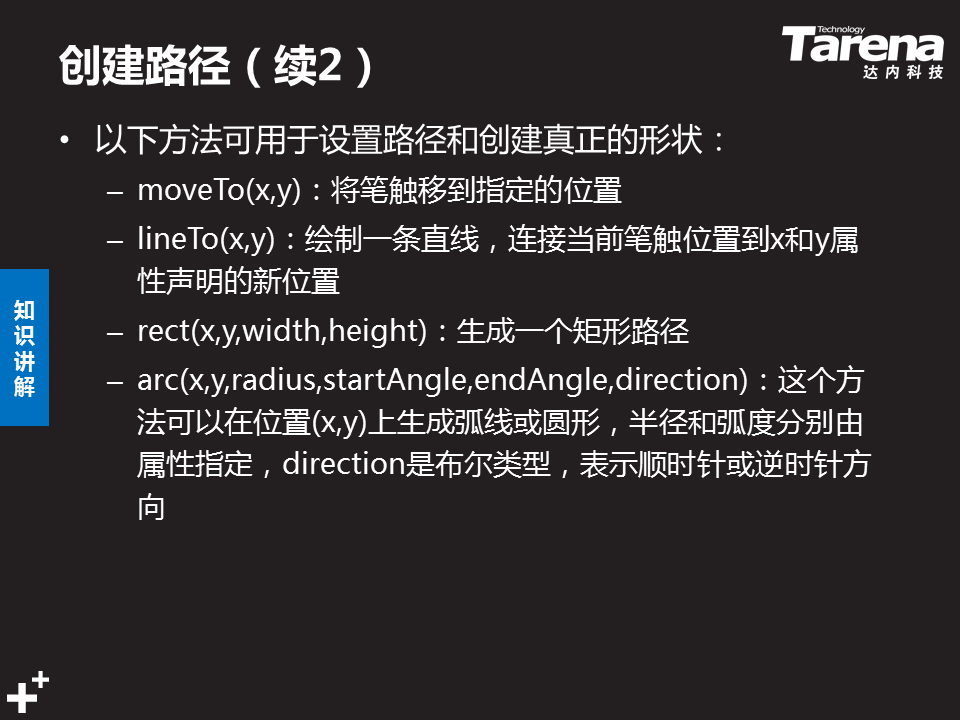 创建路径（续2）
Technology
Tarena
达内科技
• 以下方法可用于设置路径和创建真正的形状：
– moveTo(x,y)：将笔触移到指定的位置
– lineTo(x,y)：绘制一条直线，连接当前笔触位置到x和y属
性声明的新位置
– rect(x,y,width,height)：生成一个矩形路径
– arc(x,y,radius,startAngle,endAngle,direction)：这个方
法可以在位置(x,y)上生成弧线或圆形，半径和弧度分别由
属性指定，direction是布尔类型，表示顺时针或逆时针方
向
知
识
讲
解